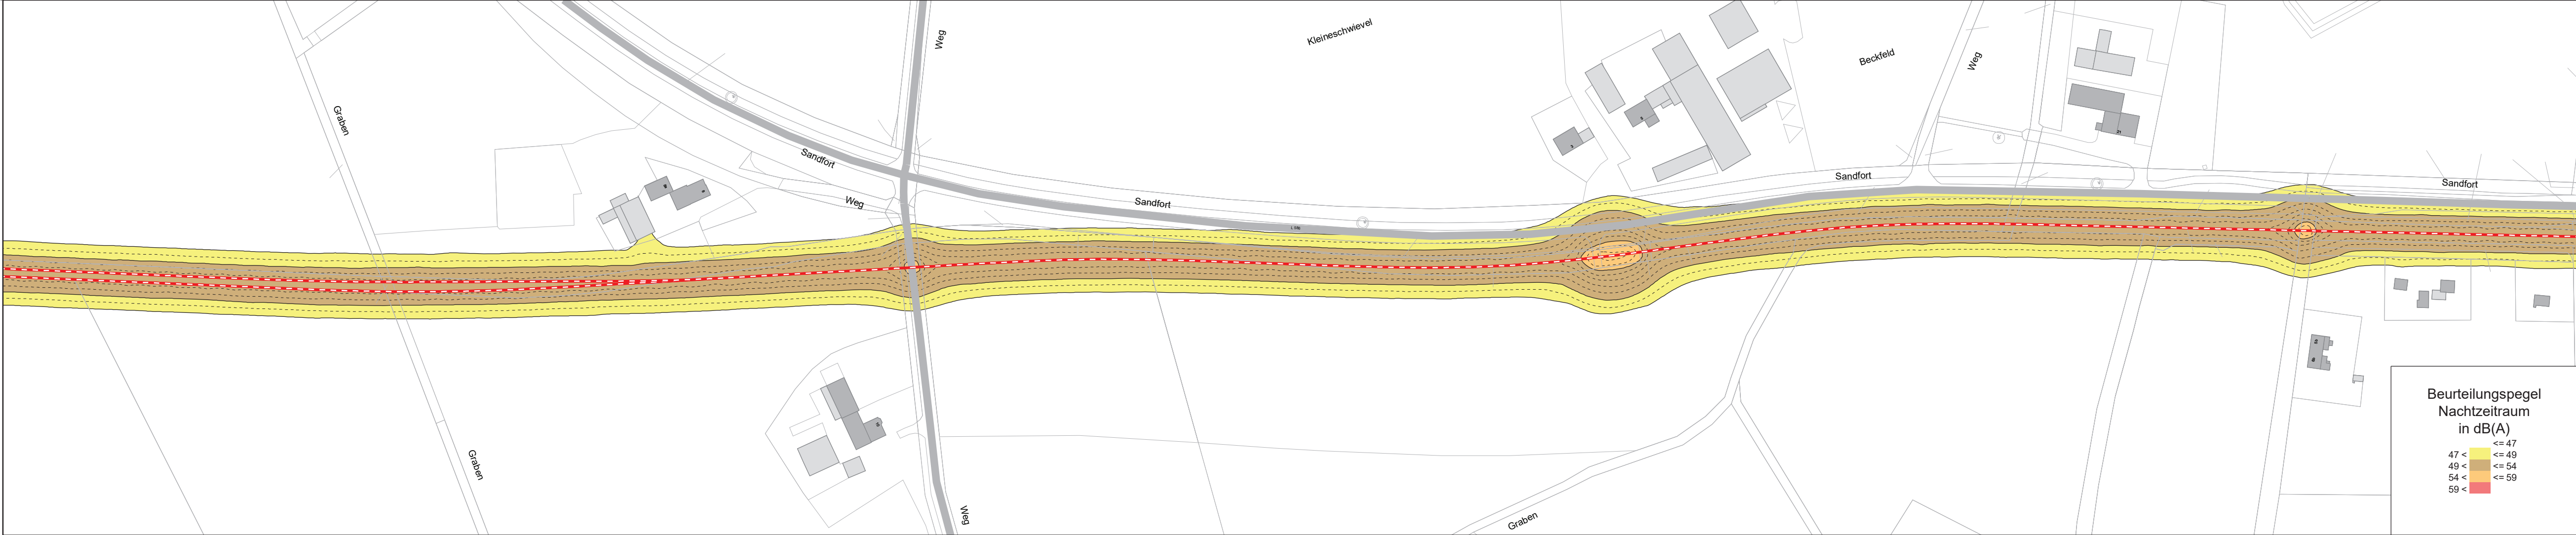 Kleineschwievel
Weg
Beckfeld
Weg
Graben
Sandfort
Weg
Sandfort
Sandfort
Sandfort
Graben
Weg
Graben
Beurteilungspegel
Nachtzeitraum
in dB(A)
<= 47
47 < <= 49
49 < <= 54
54 < <= 59
59 <